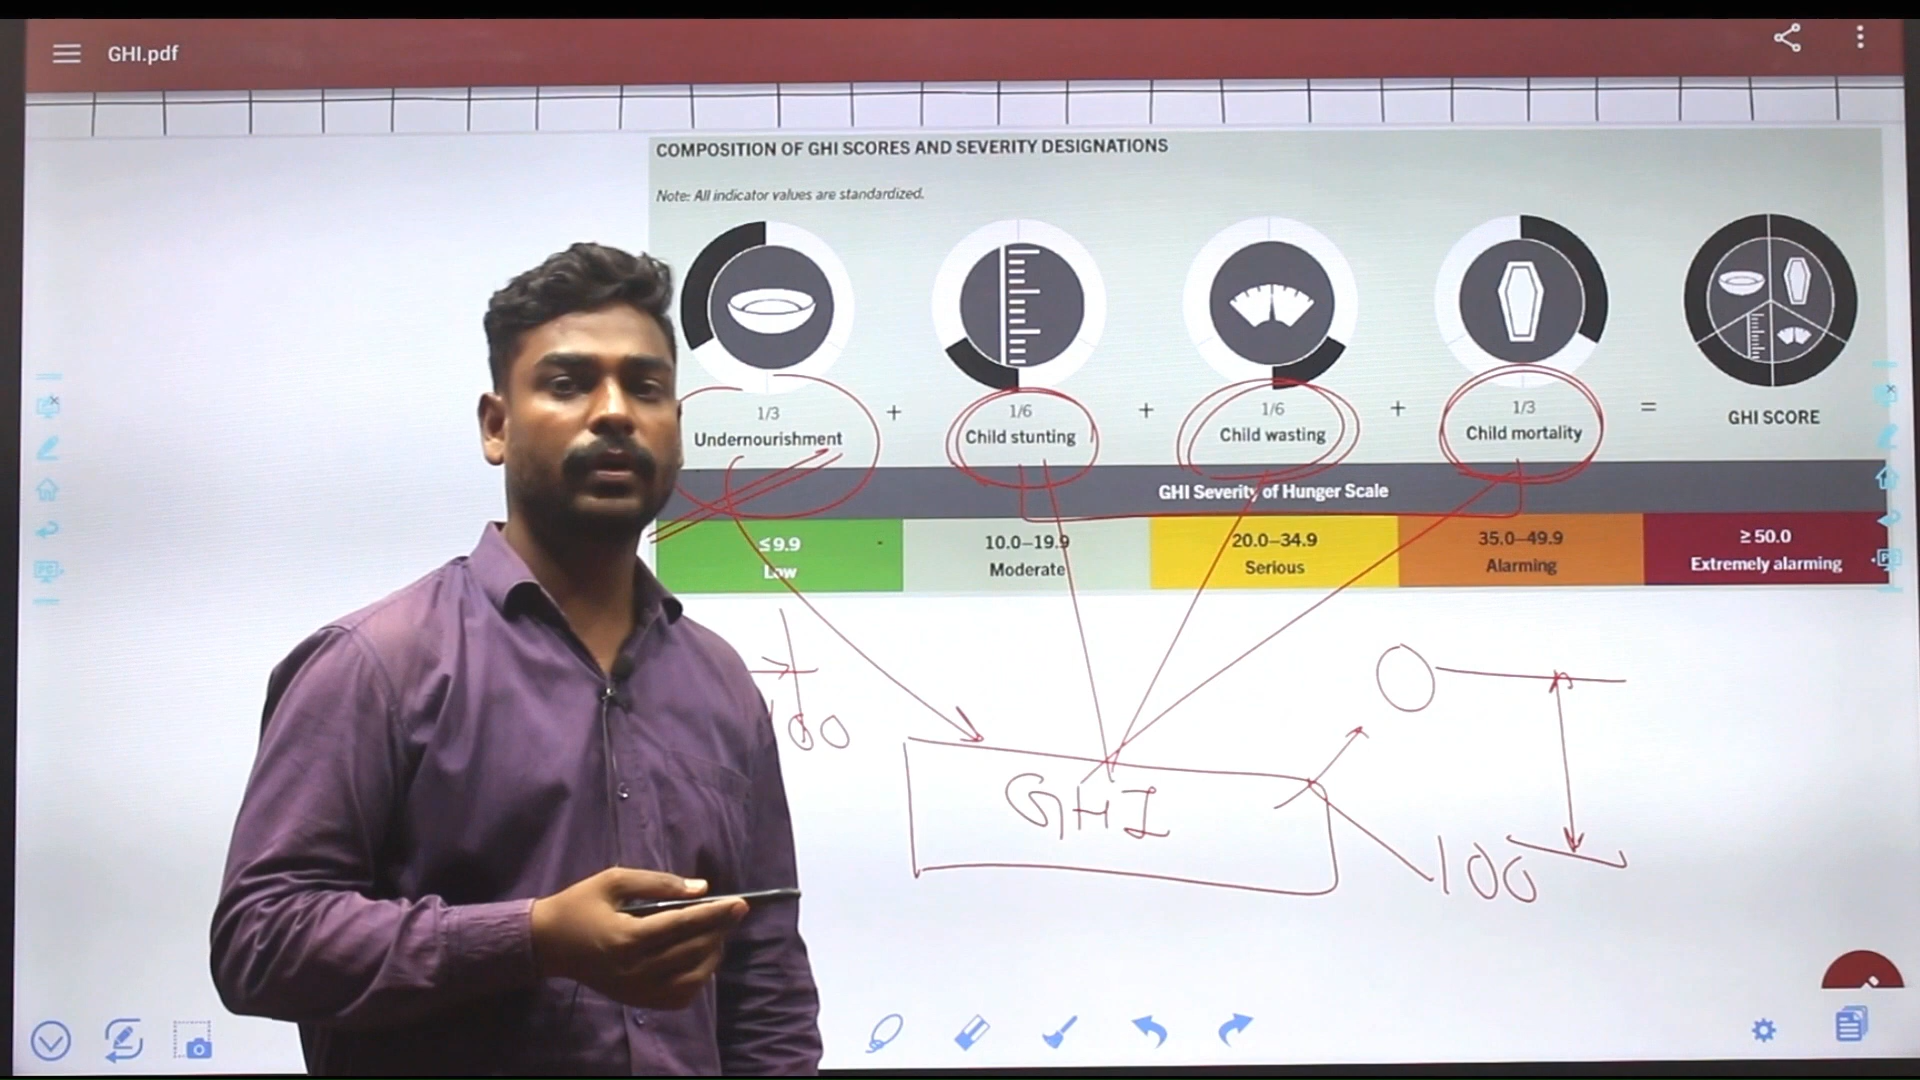 GHI.pdf
COMPOSITION OF GHI SCORES AND SEVERITY DESIGNATIONS
Note: All indicator values are standardized.
1/3 + 1/6 + 1/6 + 1/3 = GHI SCORE
Undernourishment Child stunting Child wasting Child mortality
GHI Severity of Hunger Scale
≤9.9 10.0–19.9 20.0–34.9 35.0–49.9 ≥50.0
Low Moderate Serious Alarming Extremely alarming
0
100
GHI
100